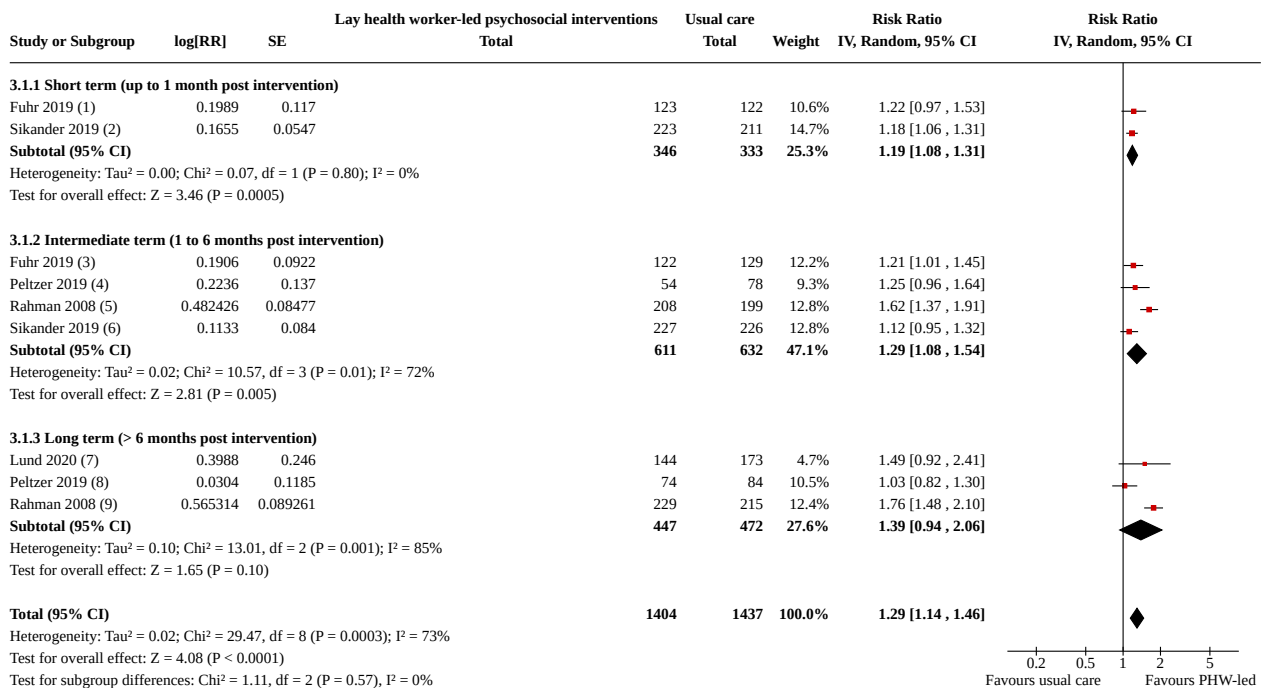 Lay health worker-led psychosocial interventions Usual care Risk Ratio Risk Ratio
Study or Subgroup log[RR] SE Total Total Weight IV, Random, 95% CI IV, Random, 95% CI
3.1.1 Short term (up to 1 month post intervention)
Fuhr 2019 (1) 0.1989 0.117 123 122 10.6% 1.22 [0.97 , 1.53]
Sikander 2019 (2) 0.1655 0.0547 223 211 14.7% 1.18 [1.06 , 1.31]
Subtotal (95% CI) 346 333 25.3% 1.19 [1.08 , 1.31]
Heterogeneity: Tau² = 0.00; Chi² = 0.07, df = 1 (P = 0.80); I² = 0%
Test for overall effect: Z = 3.46 (P = 0.0005)
3.1.2 Intermediate term (1 to 6 months post intervention)
Fuhr 2019 (3) 0.1906 0.0922 122 129 12.2% 1.21 [1.01 , 1.45]
Peltzer 2019 (4) 0.2236 0.137 54 78 9.3% 1.25 [0.96 , 1.64]
Rahman 2008 (5) 0.482426 0.08477 208 199 12.8% 1.62 [1.37 , 1.91]
Sikander 2019 (6) 0.1133 0.084 227 226 12.8% 1.12 [0.95 , 1.32]
Subtotal (95% CI) 611 632 47.1% 1.29 [1.08 , 1.54]
Heterogeneity: Tau² = 0.02; Chi² = 10.57, df = 3 (P = 0.01); I² = 72%
Test for overall effect: Z = 2.81 (P = 0.005)
3.1.3 Long term (> 6 months post intervention)
Lund 2020 (7) 0.3988 0.246 144 173 4.7% 1.49 [0.92 , 2.41]
Peltzer 2019 (8) 0.0304 0.1185 74 84 10.5% 1.03 [0.82 , 1.30]
Rahman 2008 (9) 0.565314 0.089261 229 215 12.4% 1.76 [1.48 , 2.10]
Subtotal (95% CI) 447 472 27.6% 1.39 [0.94 , 2.06]
Heterogeneity: Tau² = 0.10; Chi² = 13.01, df = 2 (P = 0.001); I² = 85%
Test for overall effect: Z = 1.65 (P = 0.10)
Total (95% CI) 1404 1437 100.0% 1.29 [1.14 , 1.46]
Heterogeneity: Tau² = 0.02; Chi² = 29.47, df = 8 (P = 0.0003); I² = 73%
Test for overall effect: Z = 4.08 (P < 0.0001) 0.2 0.5 1 2 5
Test for subgroup differences: Chi² = 1.11, df = 2 (P = 0.57), I² = 0% Favours usual care Favours PHW-led